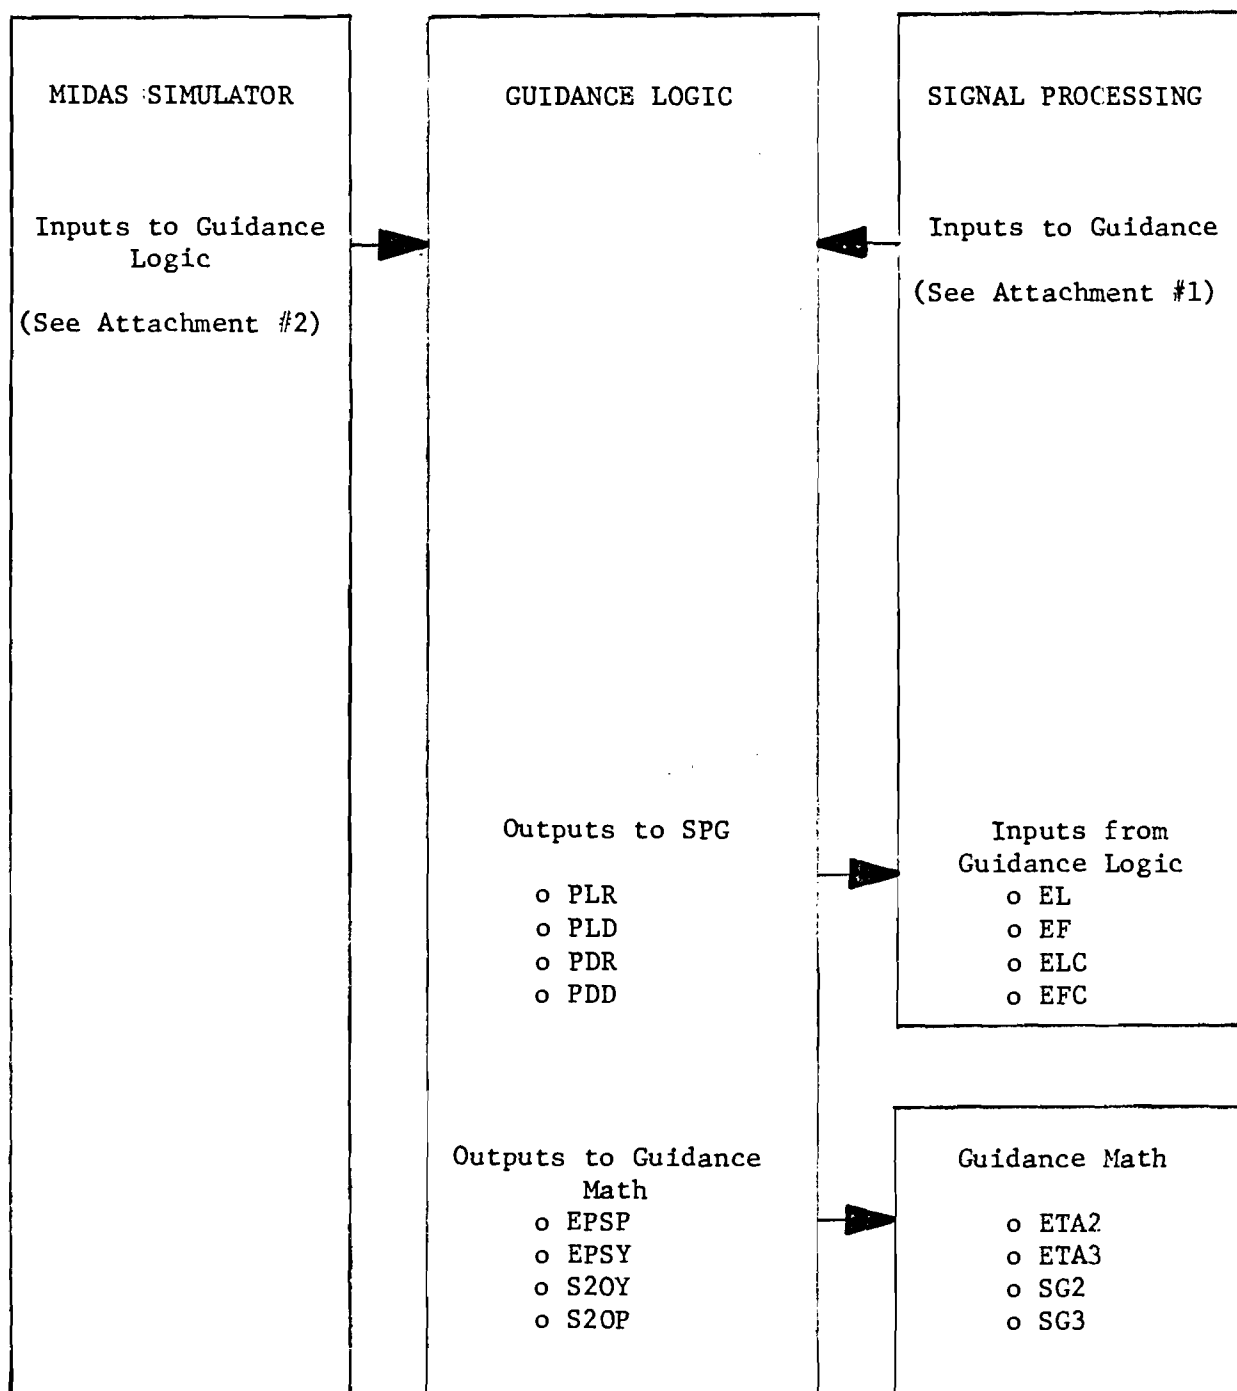 MIDAS SIMULATOR
Inputs to Guidance
Logic
(See Attachment #2)
GUIDANCE LOGIC
Outputs to SPG
o PLR
o PLD
o PDR
o PDD
Outputs to Guidance
Math
o EPSP
o EPSY
o S2OY
o S2OP
SIGNAL PROCESSING
Inputs to Guidance
(See Attachment #1)
Inputs from
Guidance Logic
o EL
o EF
o ELC
o EFC
Guidance Math
o ETA2
o ETA3
o SG2
o SG3